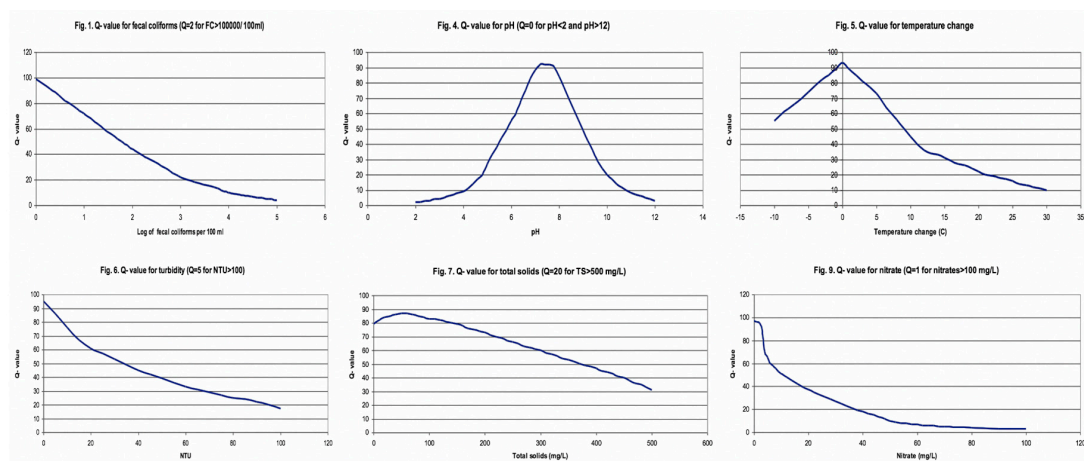 Fig. 1. Q- value for fecal coliforms (Q=2 for FC>100000/ 100ml)
120
100
80
60
40
20
0
Q- value
0 1 2 3 4 5 6
Log of fecal coliforms per 100 ml
Fig. 4. Q- value for pH (Q=0 for pH<2 and pH>12)
100
90
80
70
60
50
40
30
20
10
0
Q- value
0 2 4 6 8 10 12 14
pH
Fig. 5. Q- value for temperature change
100
90
80
70
60
50
40
30
20
10
0
Q- value
-15 -10 -5 0 5 10 15 20 25 30 35
Temperature change (C)
Fig. 6. Q- value for turbidity (Q=5 for NTU>100)
100
90
80
70
60
50
40
30
20
10
0
Q- value
0 20 40 60 80 100 120
NTU
Fig. 7. Q- value for total solids (Q=20 for TS>500 mg/L)
100
90
80
70
60
50
40
30
20
10
0
Q- value
0 100 200 300 400 500 600
Total solids (mg/L)
Fig. 9. Q- value for nitrate (Q=1 for nitrates>100 mg/L)
120
100
80
60
40
20
0
Q- value
0 20 40 60 80 100 120
Nitrate (mg/L)